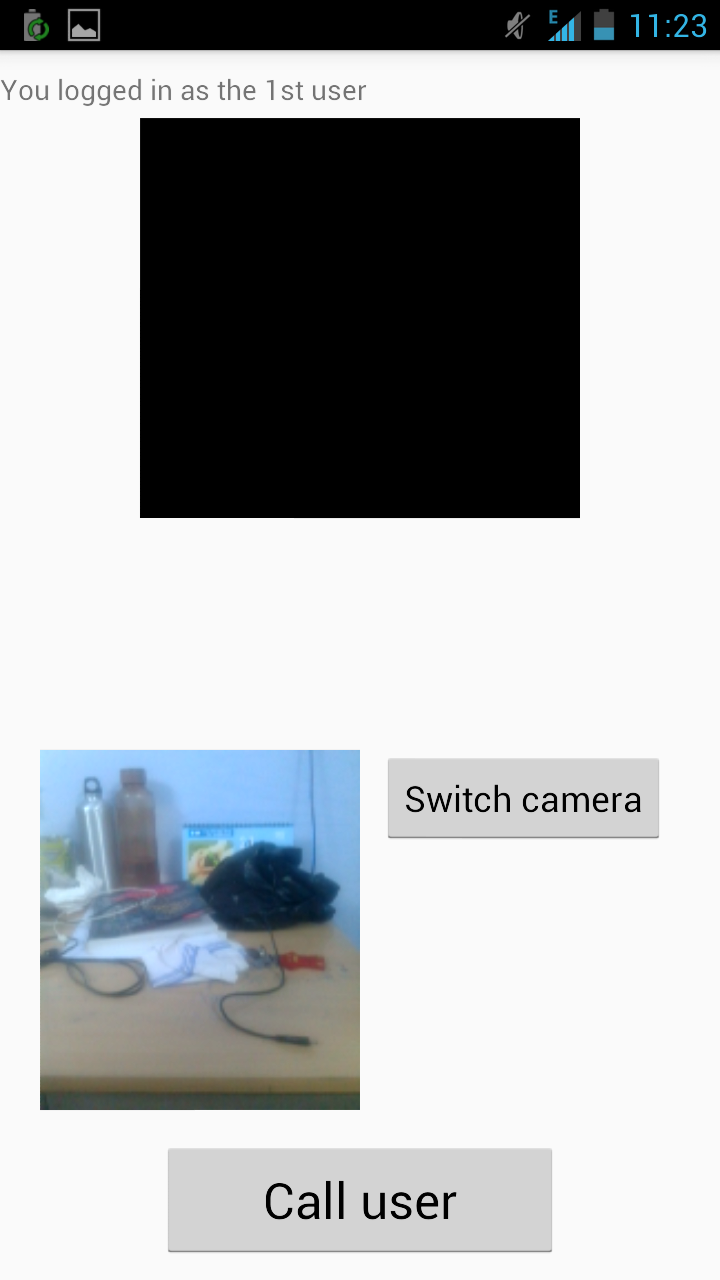 E
11:23
You logged in as the 1st user
Switch camera
Call user